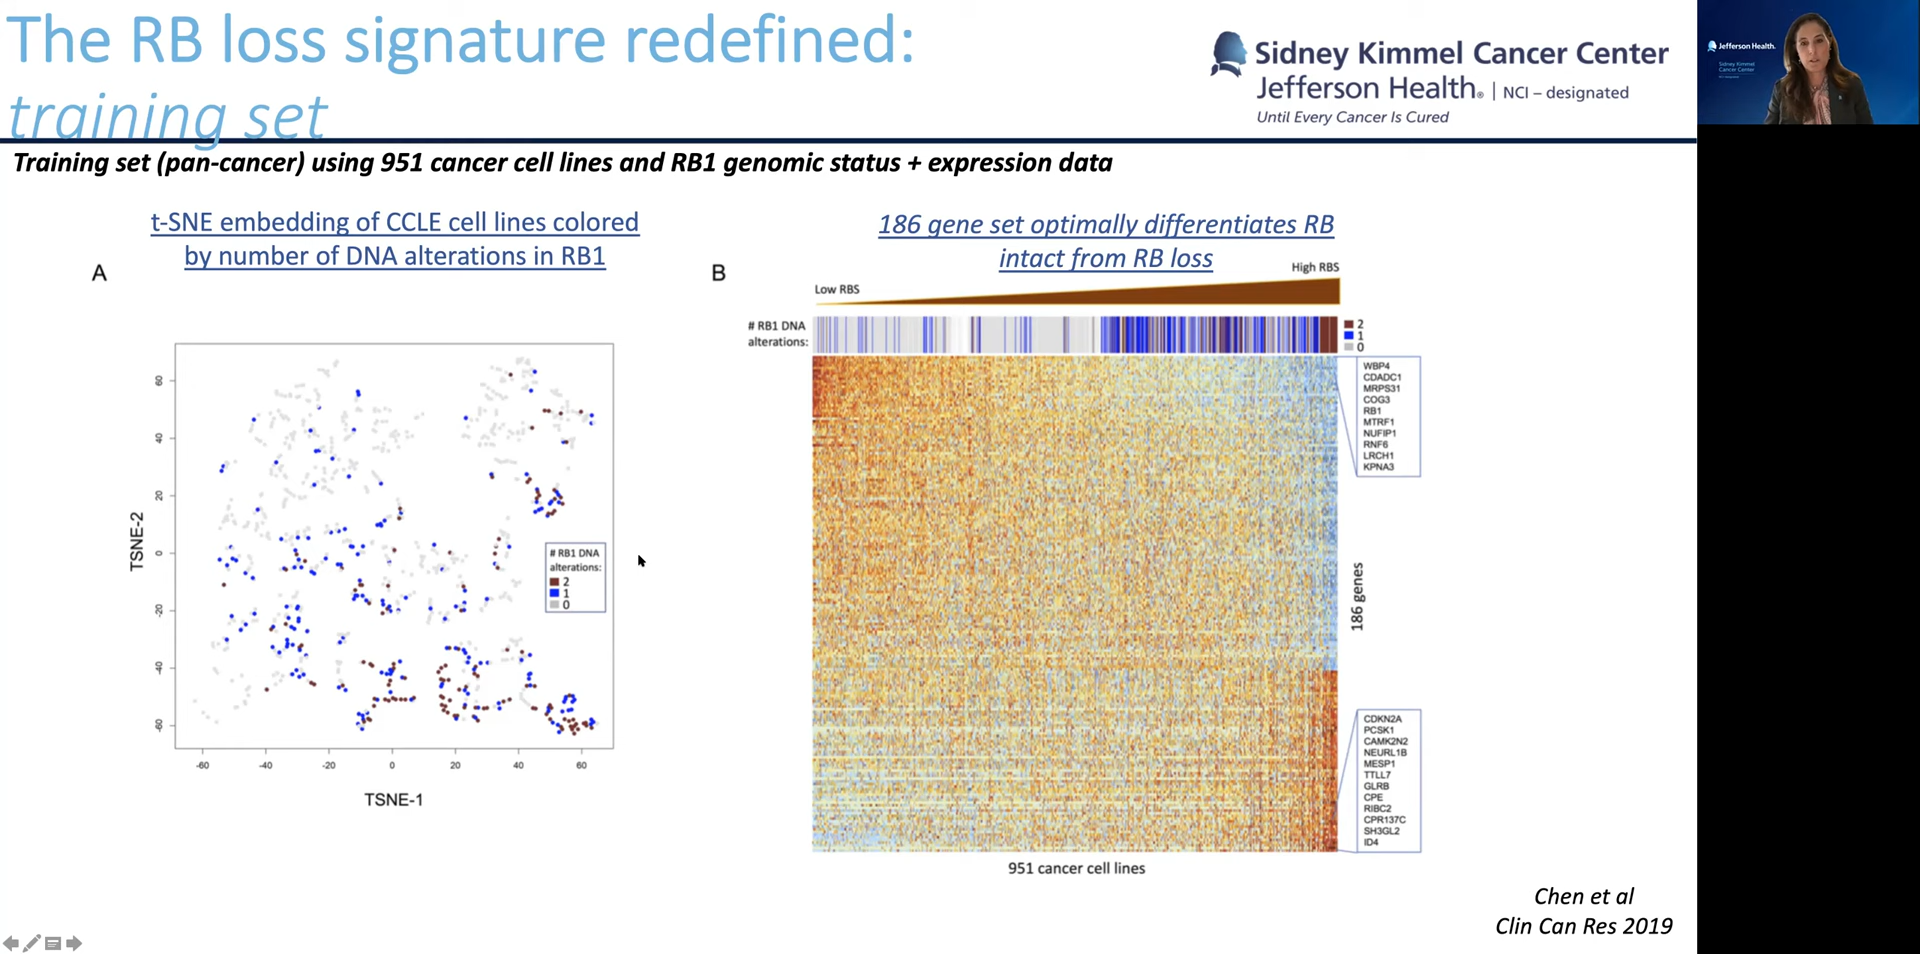 The RB loss signature redefined:
training set
Sidney Kimmel Cancer Center
Jefferson Health® | NCI – designated
Until Every Cancer Is Cured
Jefferson Health.
Sidney Kimmel
Cancer Center
Training set (pan-cancer) using 951 cancer cell lines and RB1 genomic status + expression data
t-SNE embedding of CCLE cell lines colored
by number of DNA alterations in RB1
A
60
40
20
0
-20
-40
-60
TSNE-2
# RB1 DNA
alterations:
2
1
0
-60 -40 -20 0 20 40 60
TSNE-1
186 gene set optimally differentiates RB
intact from RB loss
B
Low RBS
High RBS
# RB1 DNA
alterations:
2
1
0
WBP4
CDADC1
MRPS31
COG3
RB1
MTRF1
NUFIP1
RNF6
LRCH1
KPNA3
186 genes
CDKN2A
PCSK1
CAMK2N2
NEURL1B
MESP1
TTLL7
GLRB
CPE
RIBC2
CPR137C
SH3GL2
ID4
951 cancer cell lines
Chen et al
Clin Can Res 2019